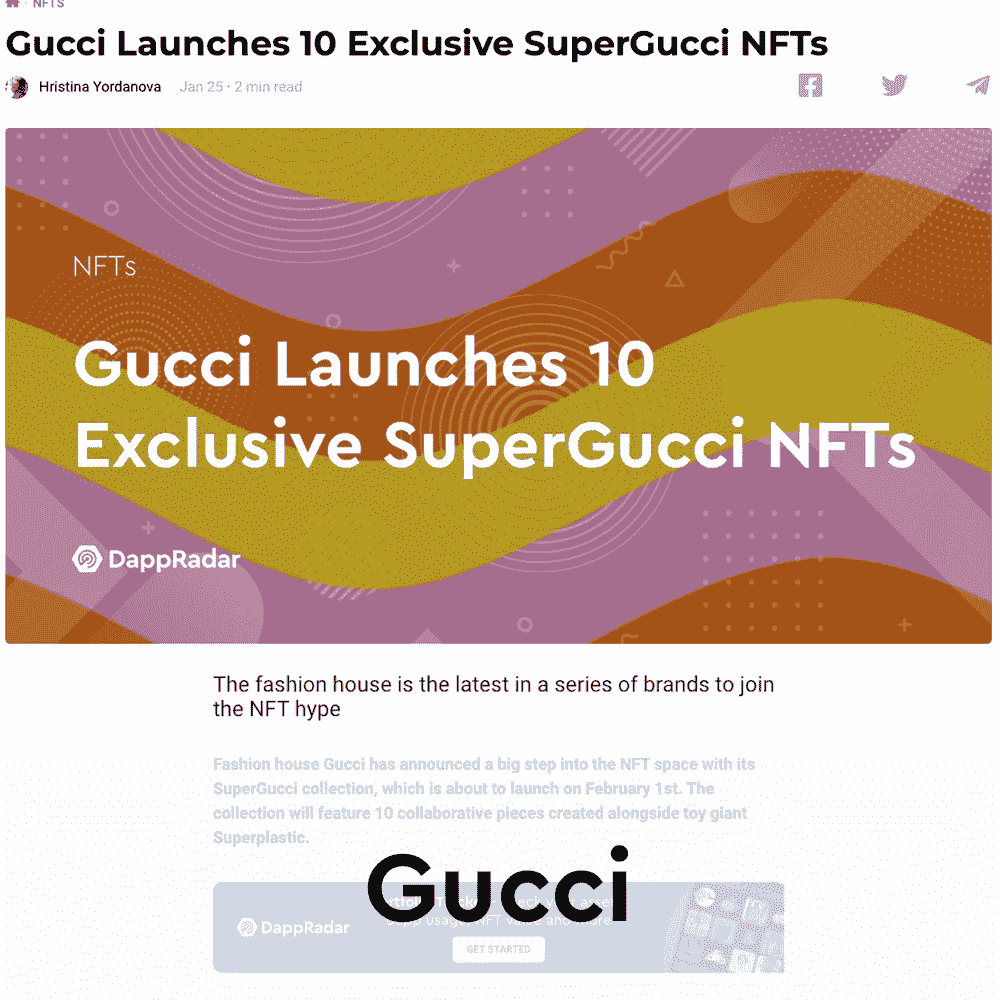 NFTS
Gucci Launches 10 Exclusive SuperGucci NFTs
Hristina Yordanova Jan 25 · 2 min read
NFTs
Gucci Launches 10
Exclusive SuperGucci NFTs
DappRadar
The fashion house is the latest in a series of brands to join
the NFT hype
Fashion house Gucci has announced a big step into the NFT space with its
SuperGucci collection, which is about to launch on February 1st. The
collection will feature 10 collaborative pieces created alongside toy giant
Superplastic.
Gucci
DappRadar
usage, NFT value and more
GET STARTED